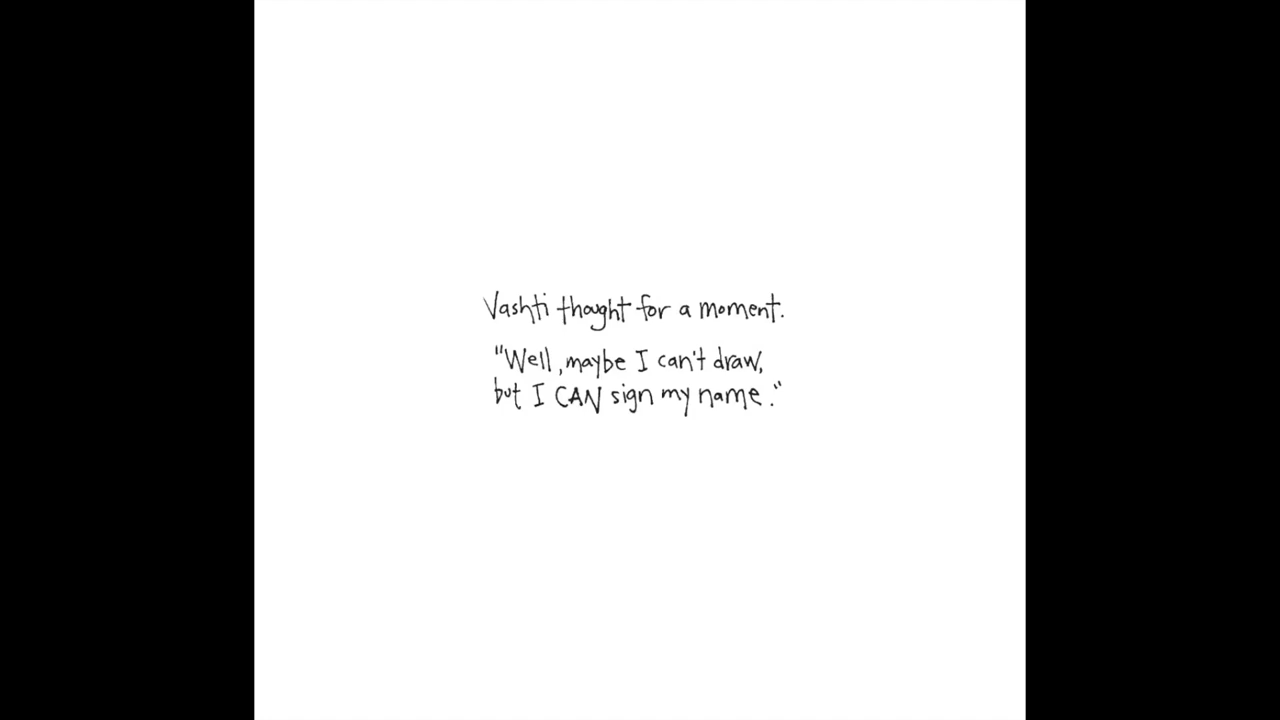 Vashti thought for a moment.
"Well, maybe I can't draw,
but I CAN sign my name."